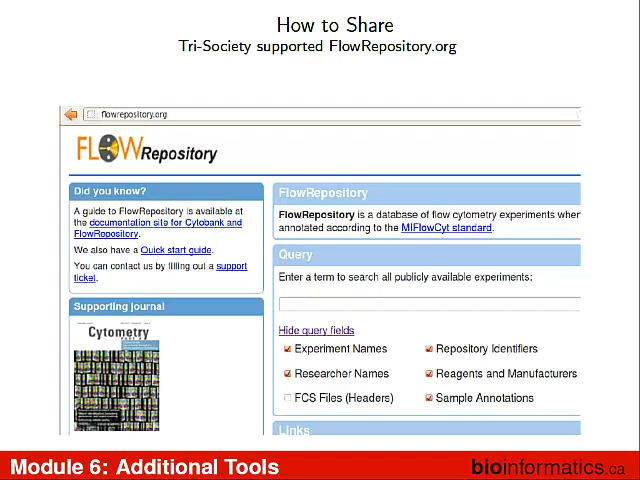 How to Share
Tri-Society supported FlowRepository.org
flowrepository.org
FLOWRepository
Did you know?
A guide to FlowRepository is available at
the documentation site for Cytobank and
FlowRepository.
We also have a Quick start guide.
You can contact us by filling out a support
ticket.
Supporting journal
Cytometry
FlowRepository
FlowRepository is a database of flow cytometry experiments wher
annotated according to the MIFlowCyt standard.
Query
Enter a term to search all publicly available experiments:
Hide query fields
Experiment Names
Repository Identifiers
Researcher Names
Reagents and Manufacturers
FCS Files (Headers)
Sample Annotations
Links
Module 6: Additional Tools
bioinformatics.ca